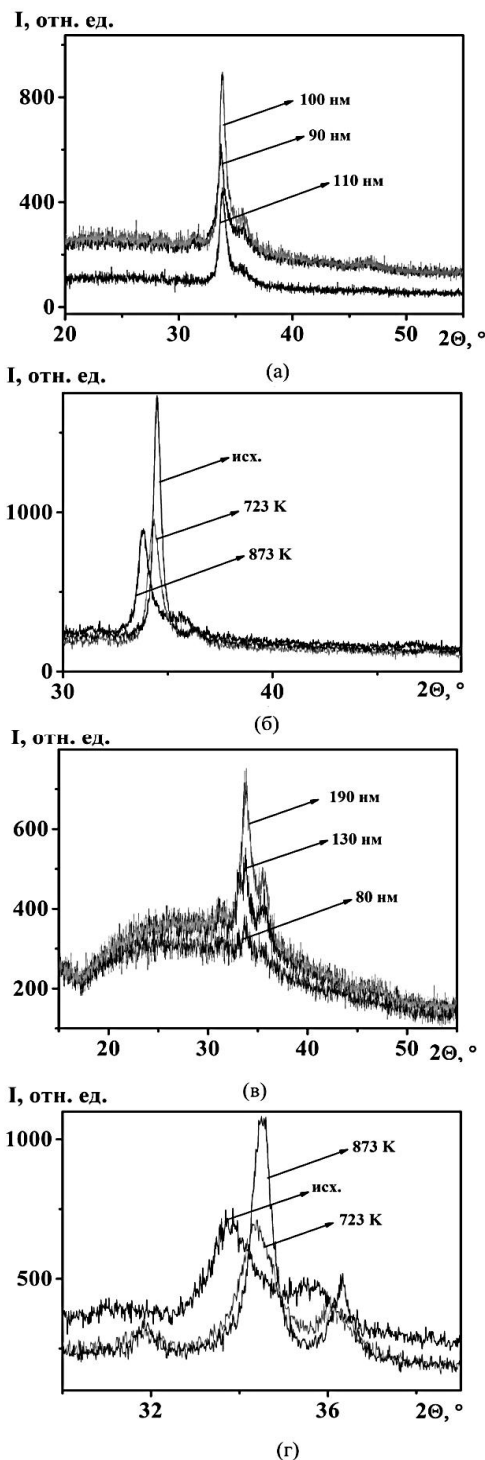 I, отн. ед.
800
400
0
100 нм
90 нм
110 нм
20 30 40 50 2Θ, °
(а)
I, отн. ед.
1000
0
исх.
723 K
873 K
30 40 2Θ, °
(б)
I, отн. ед.
600
400
200
190 нм
130 нм
80 нм
20 30 40 50 2Θ, °
(в)
I, отн. ед.
1000
500
873 K
исх.
723 K
32 36 2Θ, °
(г)